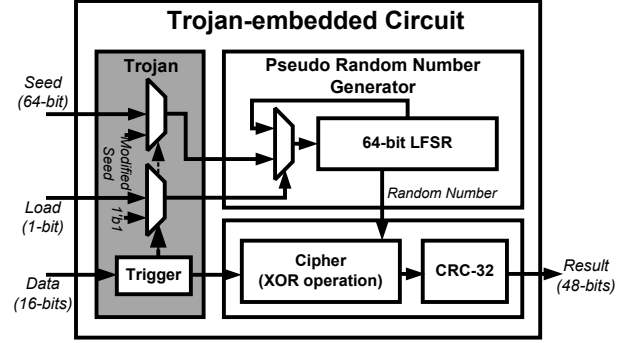 Trojan-embedded Circuit
Trojan
Pseudo Random Number
Generator
Seed
(64-bit)
Modified
Seed
64-bit LFSR
Random Number
Load
(1-bit)
1'b1
Data
(16-bits)
Trigger
Cipher
(XOR operation)
CRC-32
Result
(48-bits)